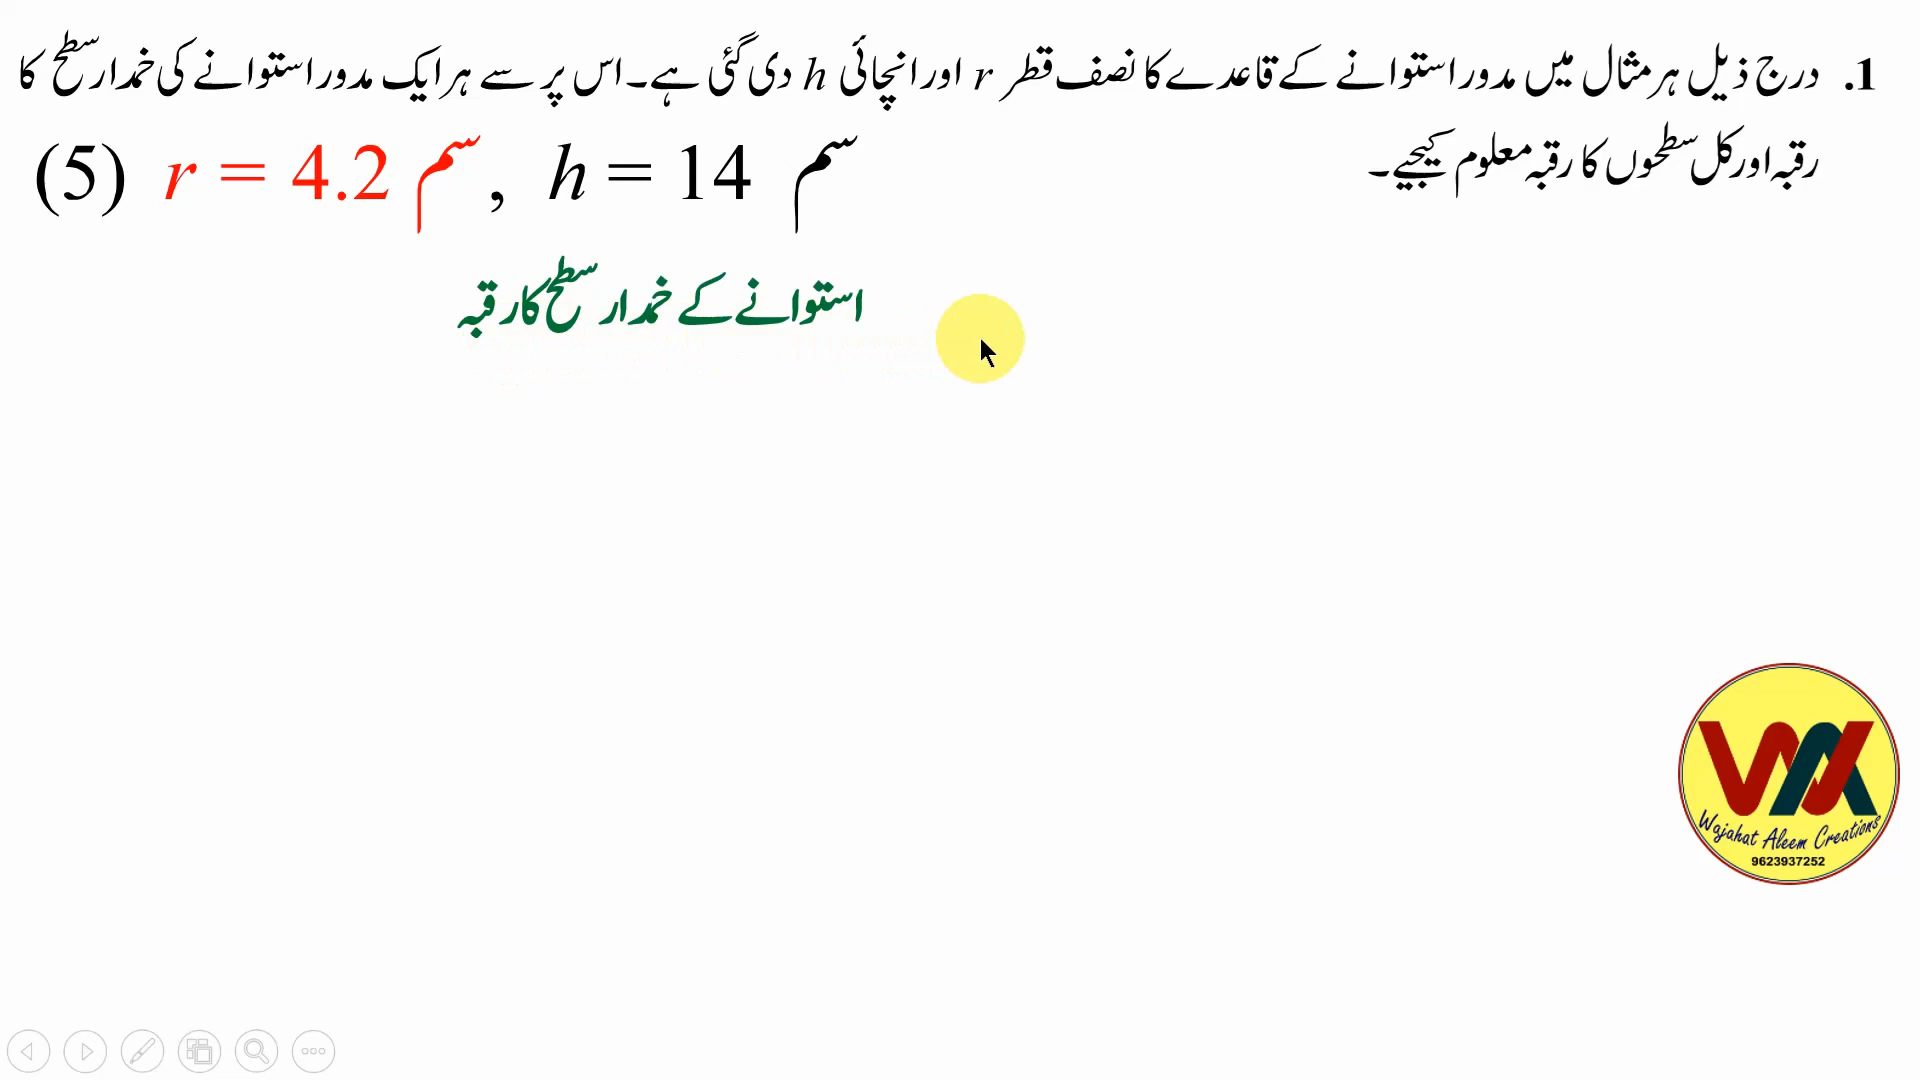 1. درج ذیل ہر مثال میں مدور استوانے کے قاعدے کا نصف قطر r اور انچائی h دی گئی ہے۔ اس پر سے ہر ایک مدور استوانے کی خمدار سطح کا
رقبہ اور کل سطحوں کا رقبہ معلوم کیجیے۔
(5) r = 4.2 سم , h = 14 سم
استوانے کے خمدار سطح کا رقبہ
Wajahat Aleem Creations
9623937252